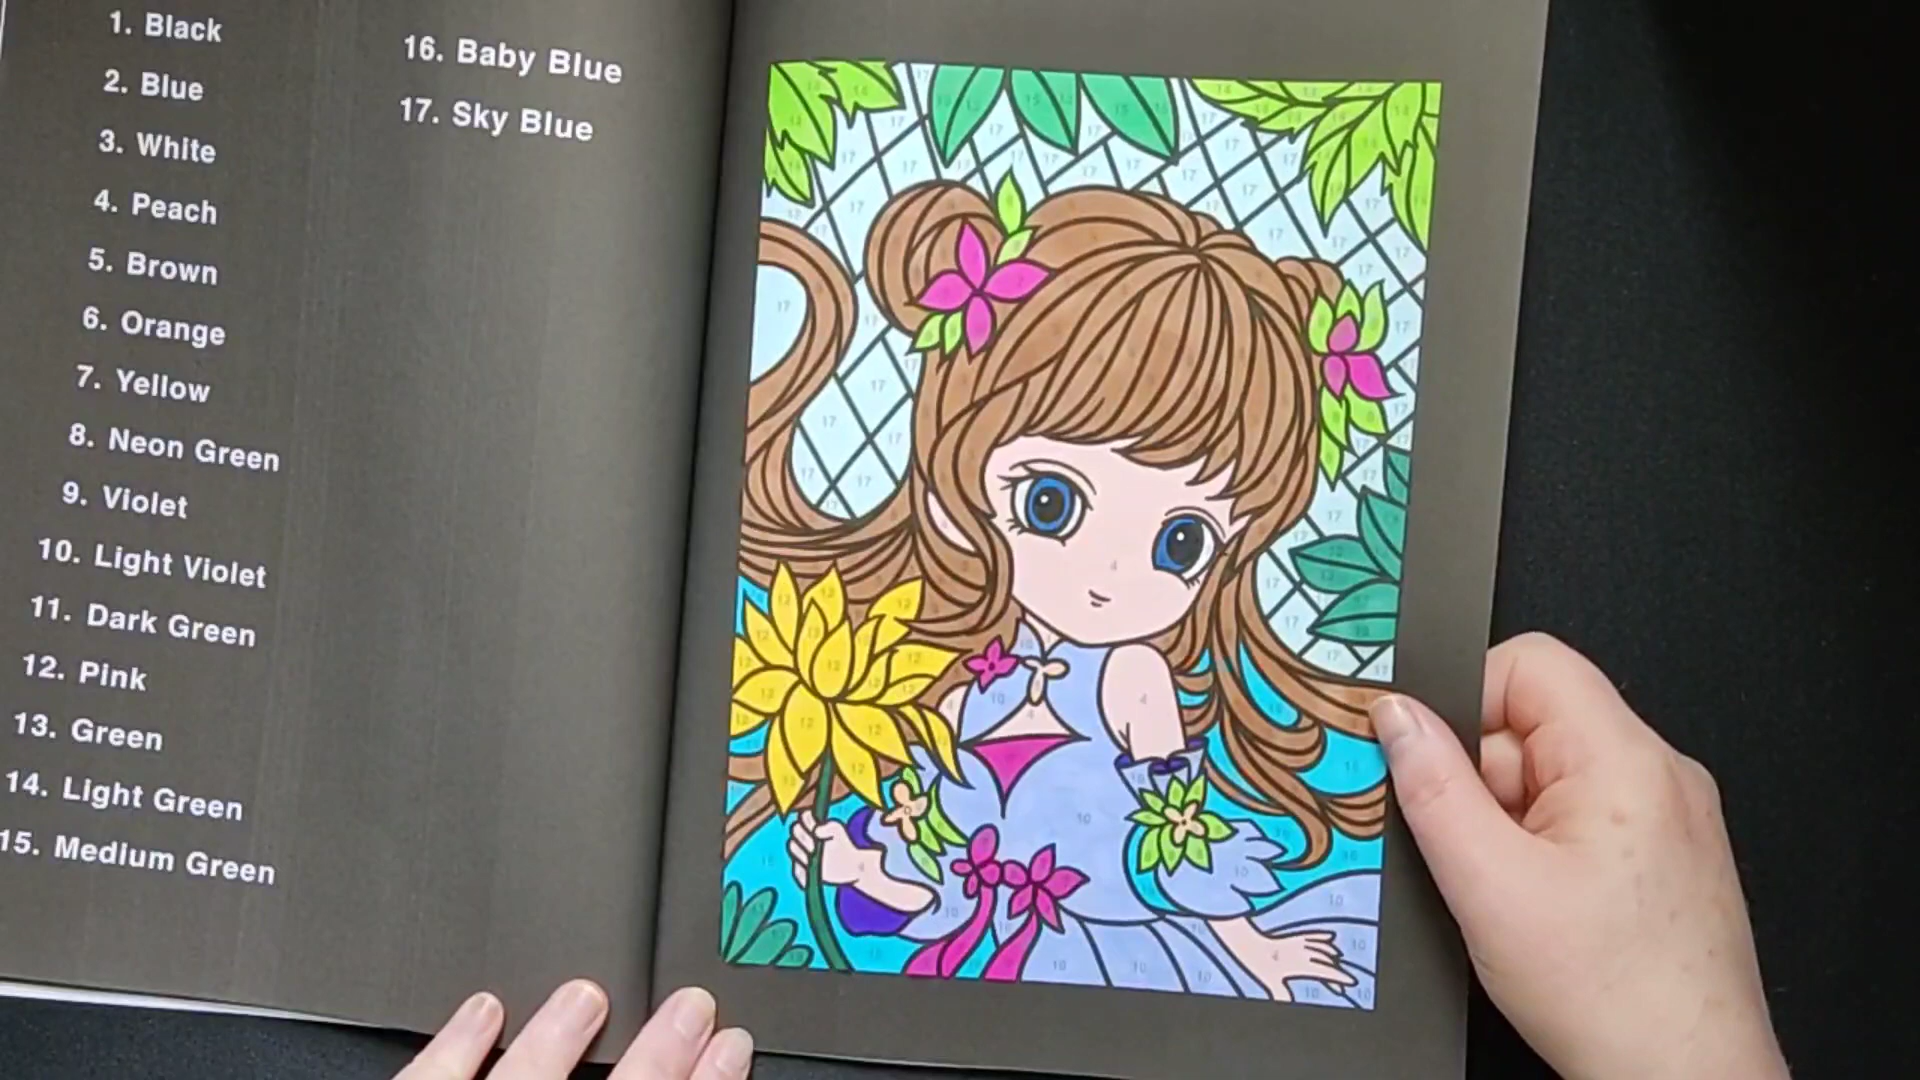 1. Black
2. Blue
3. White
4. Peach
5. Brown
6. Orange
7. Yellow
8. Neon Green
9. Violet
10. Light Violet
11. Dark Green
12. Pink
13. Green
14. Light Green
15. Medium Green
16. Baby Blue
17. Sky Blue